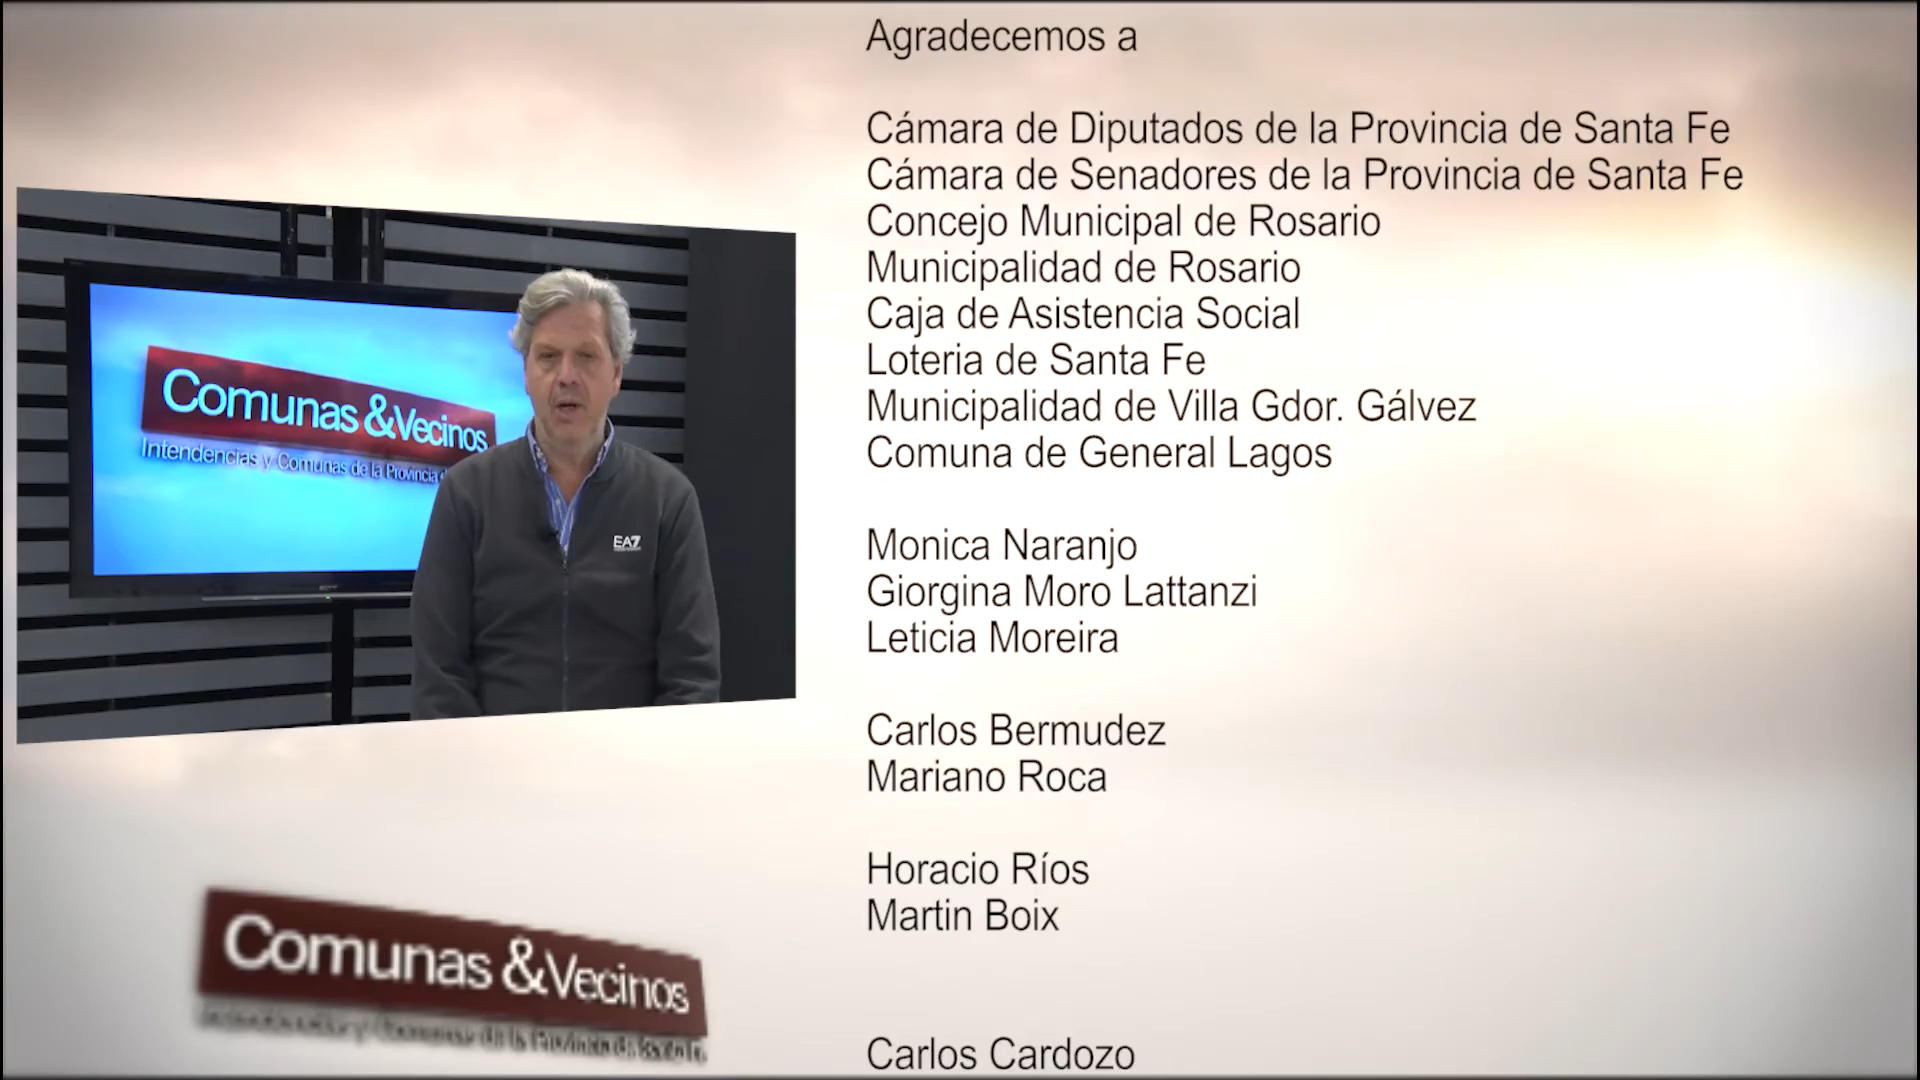 Agradecemos a
Cámara de Diputados de la Provincia de Santa Fe
Cámara de Senadores de la Provincia de Santa Fe
Concejo Municipal de Rosario
Municipalidad de Rosario
Caja de Asistencia Social
Loteria de Santa Fe
Municipalidad de Villa Gdor. Gálvez
Comuna de General Lagos
Monica Naranjo
Giorgina Moro Lattanzi
Leticia Moreira
Carlos Bermudez
Mariano Roca
Horacio Ríos
Martin Boix
Carlos Cardozo
Comunas &Vecinos
Intendencias y Comunas de la Provincia
EA7
SONY
Comunas &Vecinos